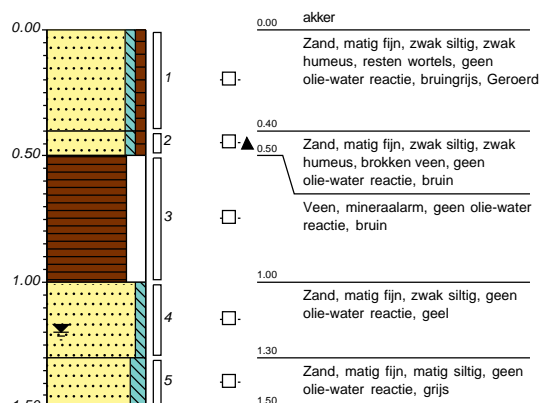 0.00
0.50
1.00
1.50
1
2
3
4
5
0.00 akker
Zand, matig fijn, zwak siltig, zwak
humeus, resten wortels, geen
olie-water reactie, bruingrijs, Geroerd
0.40
Zand, matig fijn, zwak siltig, zwak
humeus, brokken veen, geen
olie-water reactie, bruin
0.50
Veen, mineraalarm, geen olie-water
reactie, bruin
1.00
Zand, matig fijn, zwak siltig, geen
olie-water reactie, geel
1.30
Zand, matig fijn, matig siltig, geen
olie-water reactie, grijs
1.50